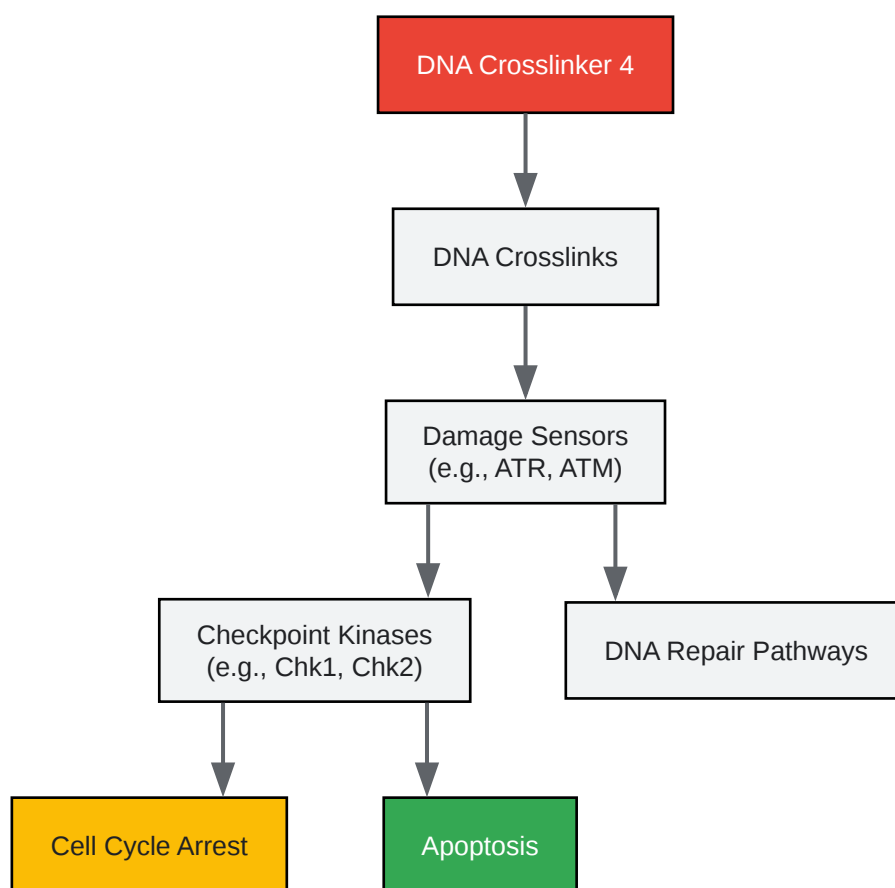 DNA Crosslinker 4
DNA Crosslinks
Damage Sensors
(e.g., ATR, ATM)
Checkpoint Kinases
(e.g., Chk1, Chk2)
DNA Repair Pathways
Cell Cycle Arrest
Apoptosis